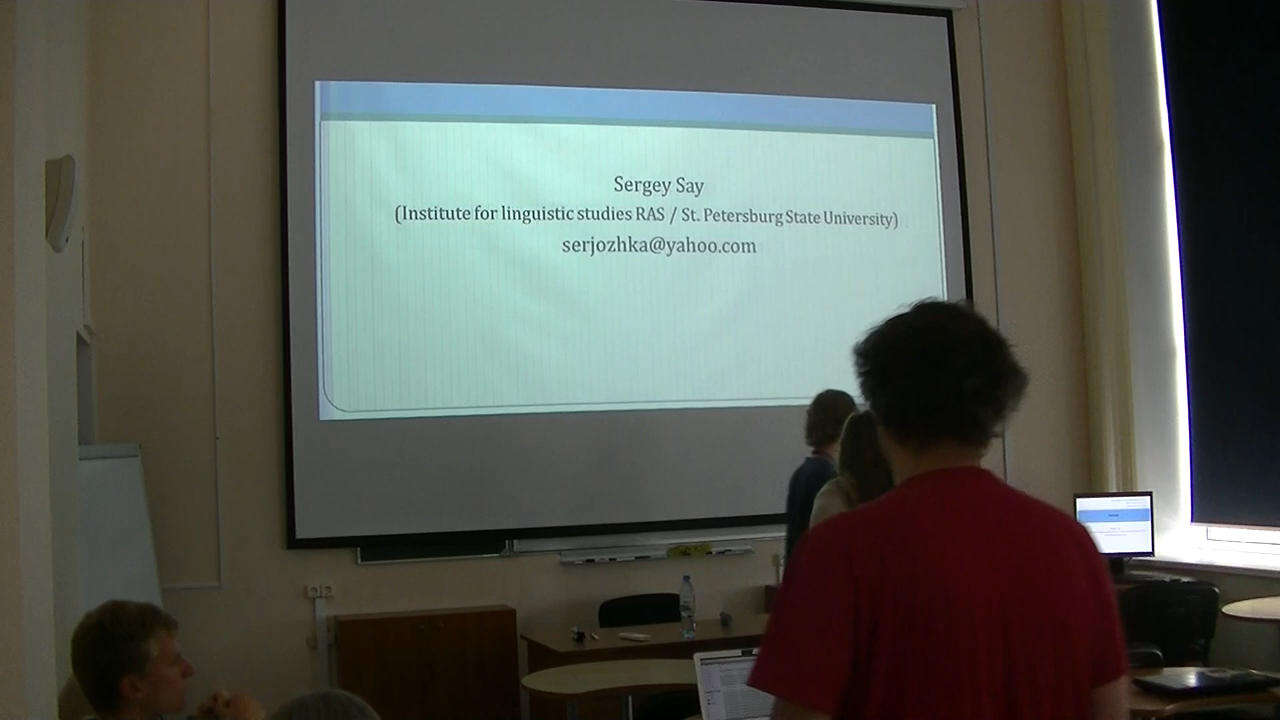 Sergey Say
(Institute for linguistic studies RAS / St. Petersburg State University)
serjozhka@yahoo.com